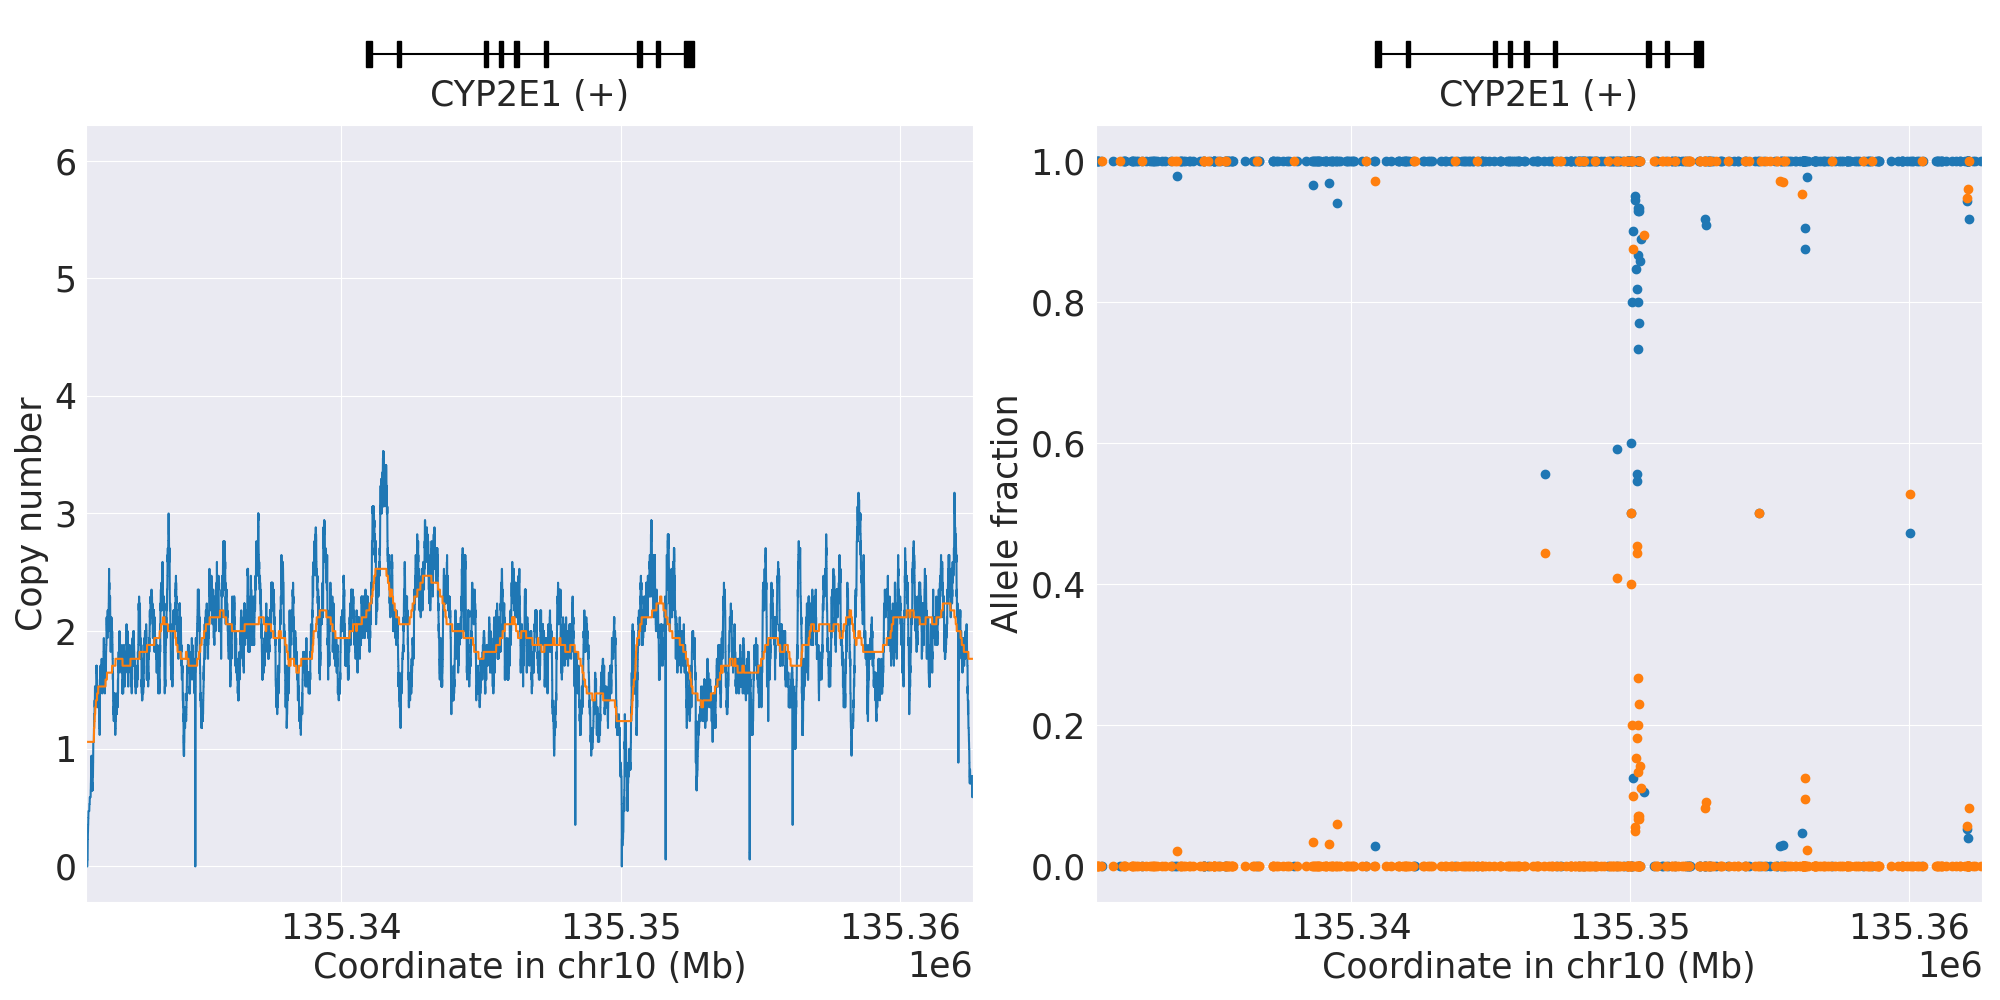 CYP2E1 (+)
CYP2E1 (+)
6
5
4
3
2
1
0
Copy number
135.34
135.35
135.36
Coordinate in chr10 (Mb)
1e6
1.0
0.8
0.6
0.4
0.2
0.0
Allele fraction
135.34
135.35
135.36
Coordinate in chr10 (Mb)
1e6